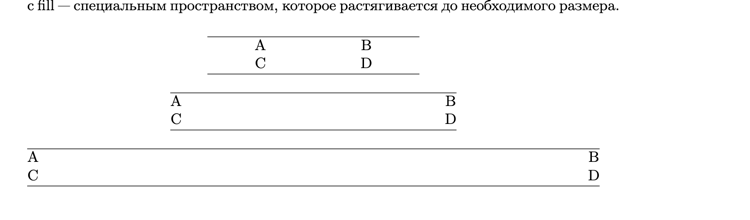 с fill — специальным пространством, которое растягивается до необходимого размера.
A B
C D
A B
C D
A B
C D